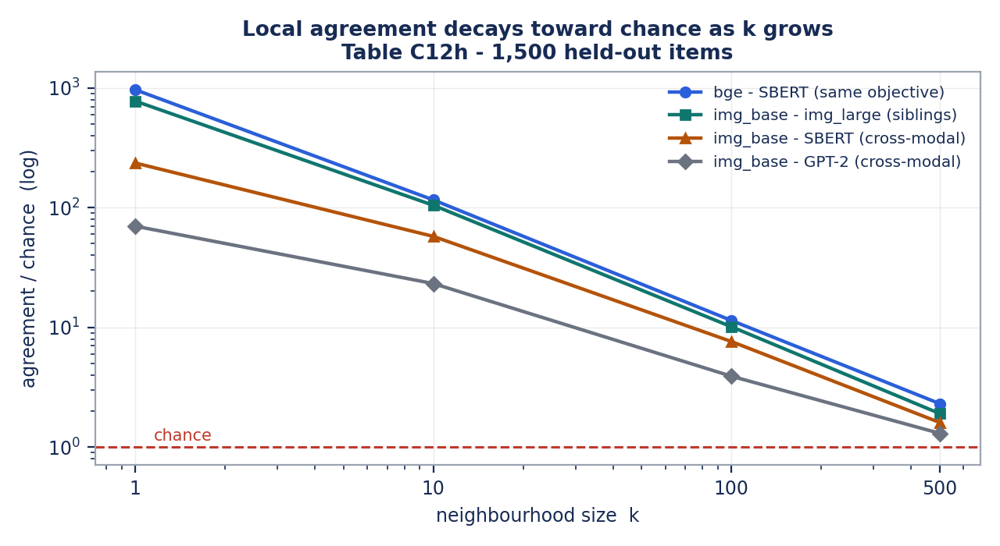 Local agreement decays toward chance as k grows
Table C12h - 1,500 held-out items
agreement / chance (log)
10³
10²
10¹
10⁰
bge - SBERT (same objective)
img_base - img_large (siblings)
img_base - SBERT (cross-modal)
img_base - GPT-2 (cross-modal)
chance
1 10 100 500
neighbourhood size k